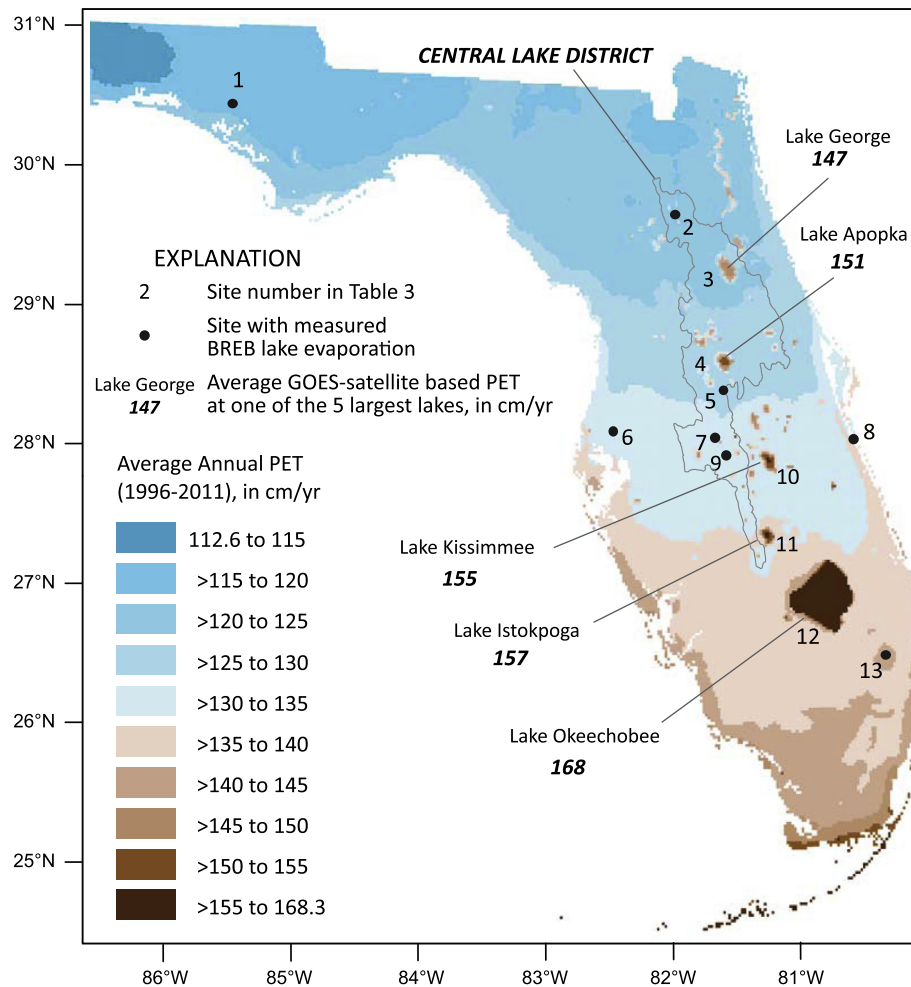 31°N
30°N
29°N
28°N
27°N
26°N
25°N
86°W
85°W
84°W
83°W
82°W
81°W
CENTRAL LAKE DISTRICT
Lake George
147
Lake Apopka
151
1
2
3
4
5
6
7
8
9
10
11
12
13
Lake Kissimmee
155
Lake Istokpoga
157
Lake Okeechobee
168
EXPLANATION
2 Site number in Table 3
Site with measured
BREB lake evaporation
Lake George
147
Average GOES-satellite based PET
at one of the 5 largest lakes, in cm/yr
Average Annual PET
(1996-2011), in cm/yr
112.6 to 115
>115 to 120
>120 to 125
>125 to 130
>130 to 135
>135 to 140
>140 to 145
>145 to 150
>150 to 155
>155 to 168.3